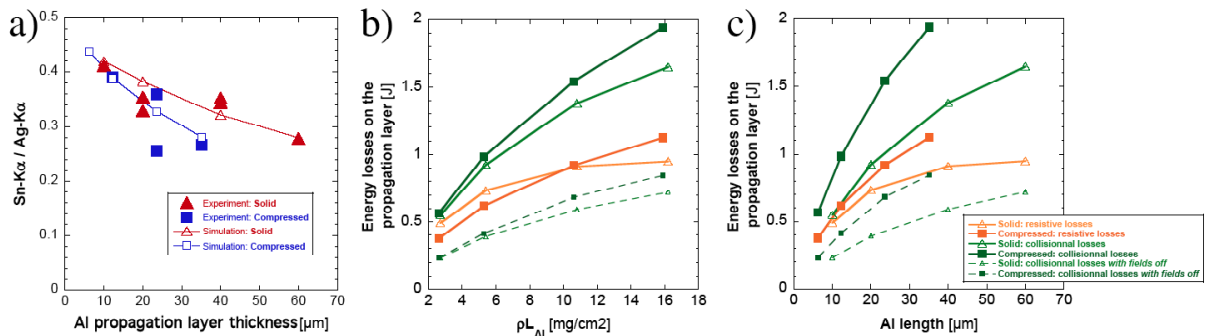 a)
Sn-Kα / Ag-Kα
0.5
0.4
0.3
0.2
0.1
0
0 10 20 30 40 50 60 70
Al propagation layer thickness[µm]
Experiment: Solid
Experiment: Compressed
Simulation: Solid
Simulation: Compressed
b)
Energy losses on the
propagation layer [J]
2
1.5
1
0.5
0
2 4 6 8 10 12 14 16 18
ρL Al [mg/cm2]
c)
Energy losses on the
propagation layer [J]
2
1.5
1
0.5
0
0 10 20 30 40 50 60 70
Al length [µm]
Solid: resistive losses
Compressed: resistive losses
Solid: collisionnal losses
Compressed: collisionnal losses
Solid: collisionnal losses with fields off
Compressed: collisionnal losses with fields off